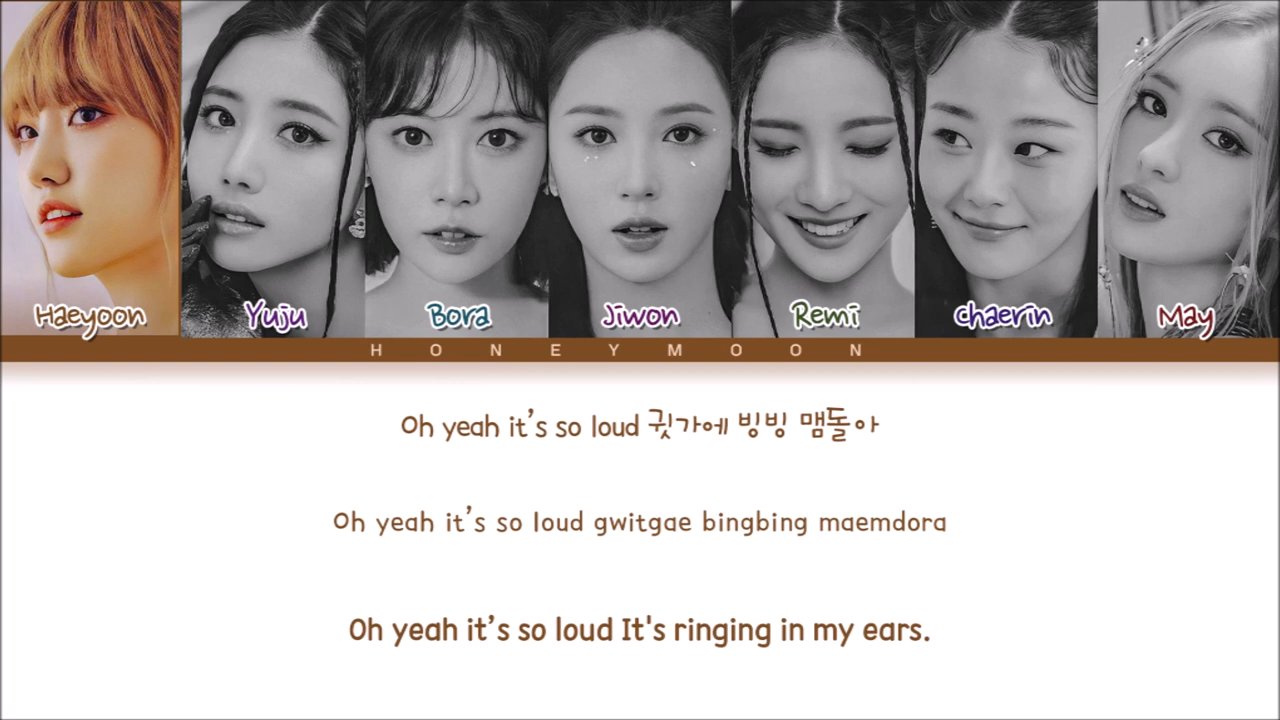 Haeyoon Yuju Bora Jiwon Remi chaerin May
HONEYMOON
Oh yeah it's so loud 귓가에 빙빙 맴돌아
Oh yeah it's so loud gwitgae bingbing maemdora
Oh yeah it's so loud It's ringing in my ears.